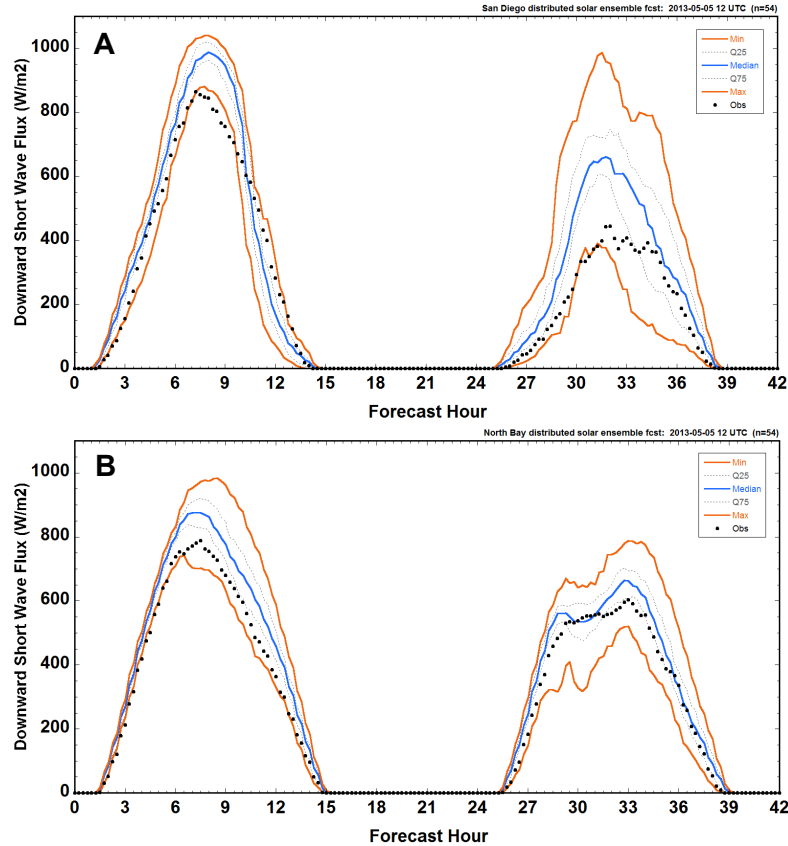 San Diego distributed solar ensemble fcst: 2013-05-05 12 UTC (n=54)
A
Min
Q25
Median
Q75
Max
Obs
Downward Short Wave Flux (W/m2)
1000
800
600
400
200
0
0 3 6 9 12 15 18 21 24 27 30 33 36 39 42
Forecast Hour
North Bay distributed solar ensemble fcst: 2013-05-05 12 UTC (n=54)
B
Min
Q25
Median
Q75
Max
Obs
Downward Short Wave Flux (W/m2)
1000
800
600
400
200
0
0 3 6 9 12 15 18 21 24 27 30 33 36 39 42
Forecast Hour